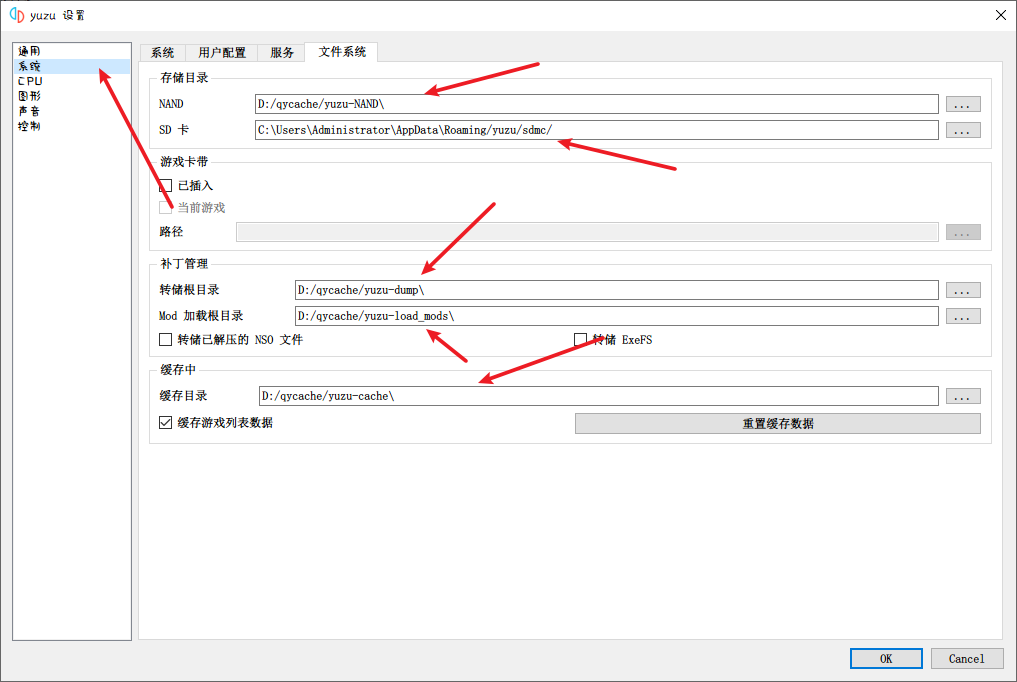 yuzu 设置
通用
系统
CPU
图形
声音
控制
系统 用户配置 服务 文件系统
存储目录
NAND D:/qycache/yuzu-NAND\ ...
SD 卡 C:\Users\Administrator\AppData\Roaming/yuzu/sdmc/ ...
游戏卡带
已插入
当前游戏
路径 ...
补丁管理
转储根目录 D:/qycache/yuzu-dump\ ...
Mod 加载根目录 D:/qycache/yuzu-load_mods\ ...
转储已解压的 NSO 文件 转储 ExeFS
缓存中
缓存目录 D:/qycache/yuzu-cache\ ...
缓存游戏列表数据 重置缓存数据
OK Cancel